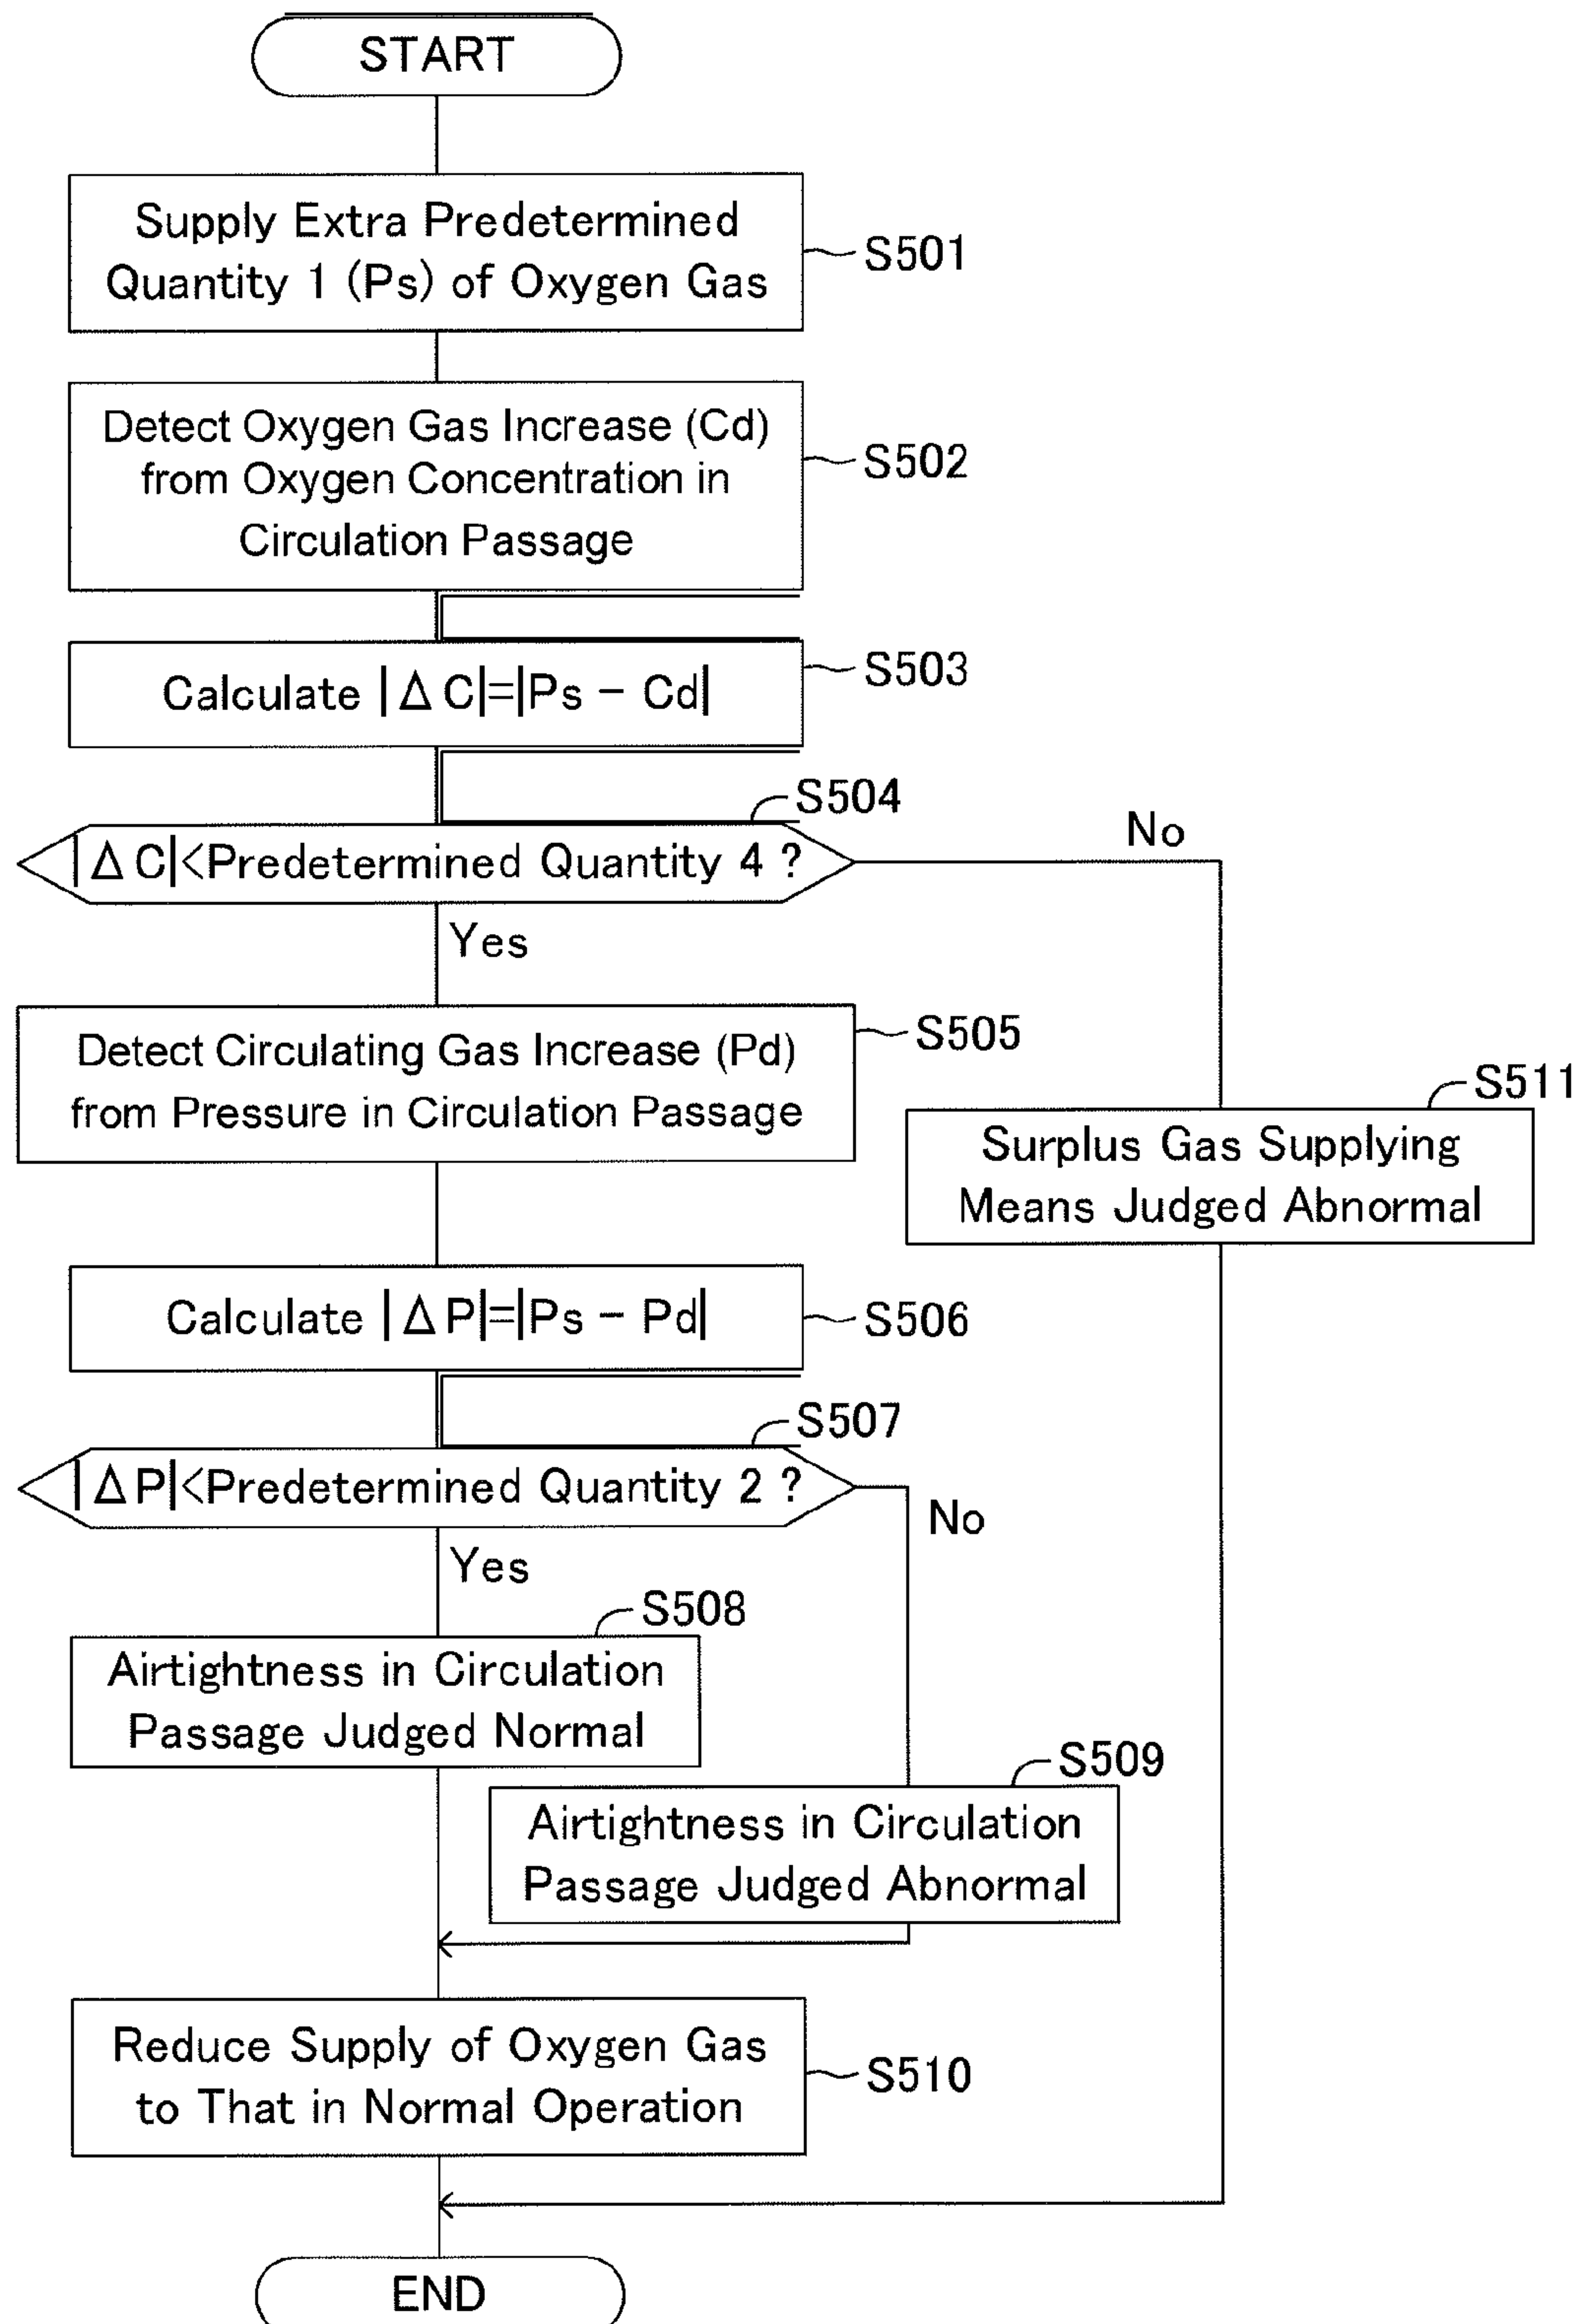 START
Supply Extra Predetermined
Quantity 1 (Ps) of Oxygen Gas
S501
Detect Oxygen Gas Increase (Cd)
from Oxygen Concentration in
Circulation Passage
S502
Calculate |ΔC|=|Ps − Cd|
S503
S504
|ΔC|<Predetermined Quantity 4 ?
No
Yes
Detect Circulating Gas Increase (Pd)
from Pressure in Circulation Passage
S505
S511
Surplus Gas Supplying
Means Judged Abnormal
Calculate |ΔP|=|Ps − Pd|
S506
S507
|ΔP|<Predetermined Quantity 2 ?
No
Yes
S508
Airtightness in Circulation
Passage Judged Normal
S509
Airtightness in Circulation
Passage Judged Abnormal
Reduce Supply of Oxygen Gas
to That in Normal Operation
S510
END